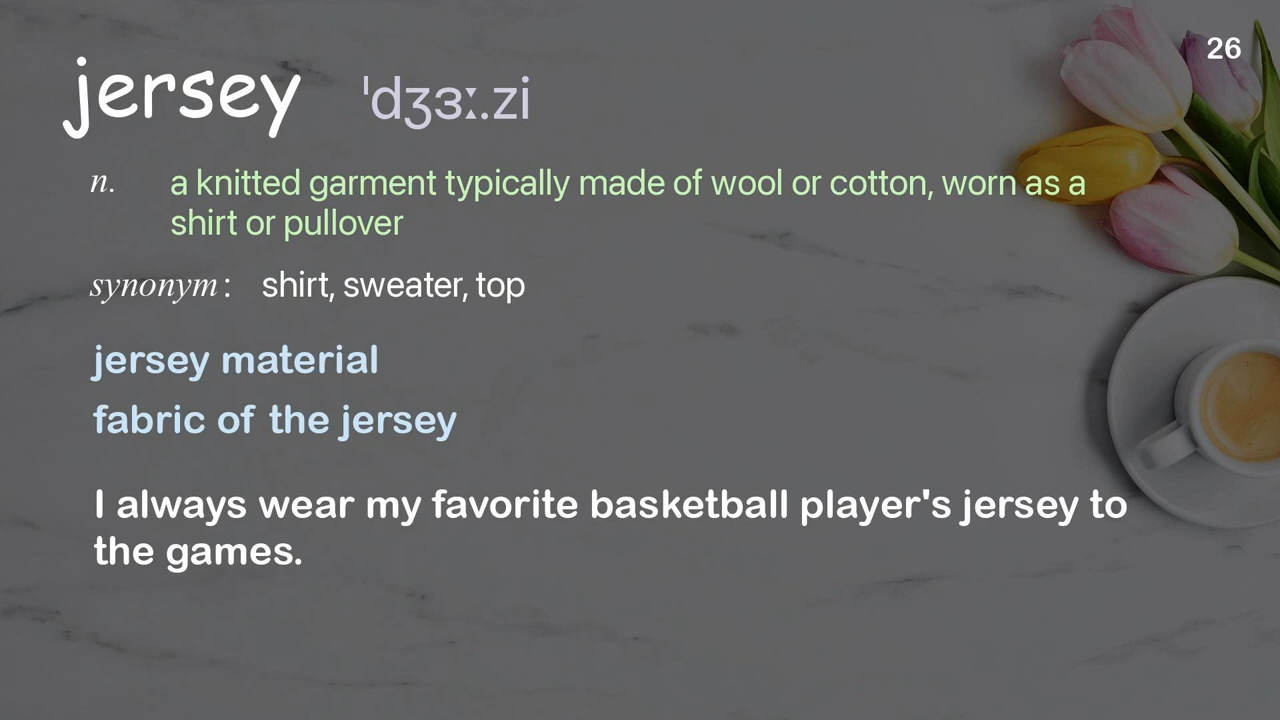 26
jersey ˈdʒɜː.zi
n. a knitted garment typically made of wool or cotton, worn as a
shirt or pullover
synonym: shirt, sweater, top
jersey material
fabric of the jersey
I always wear my favorite basketball player's jersey to
the games.